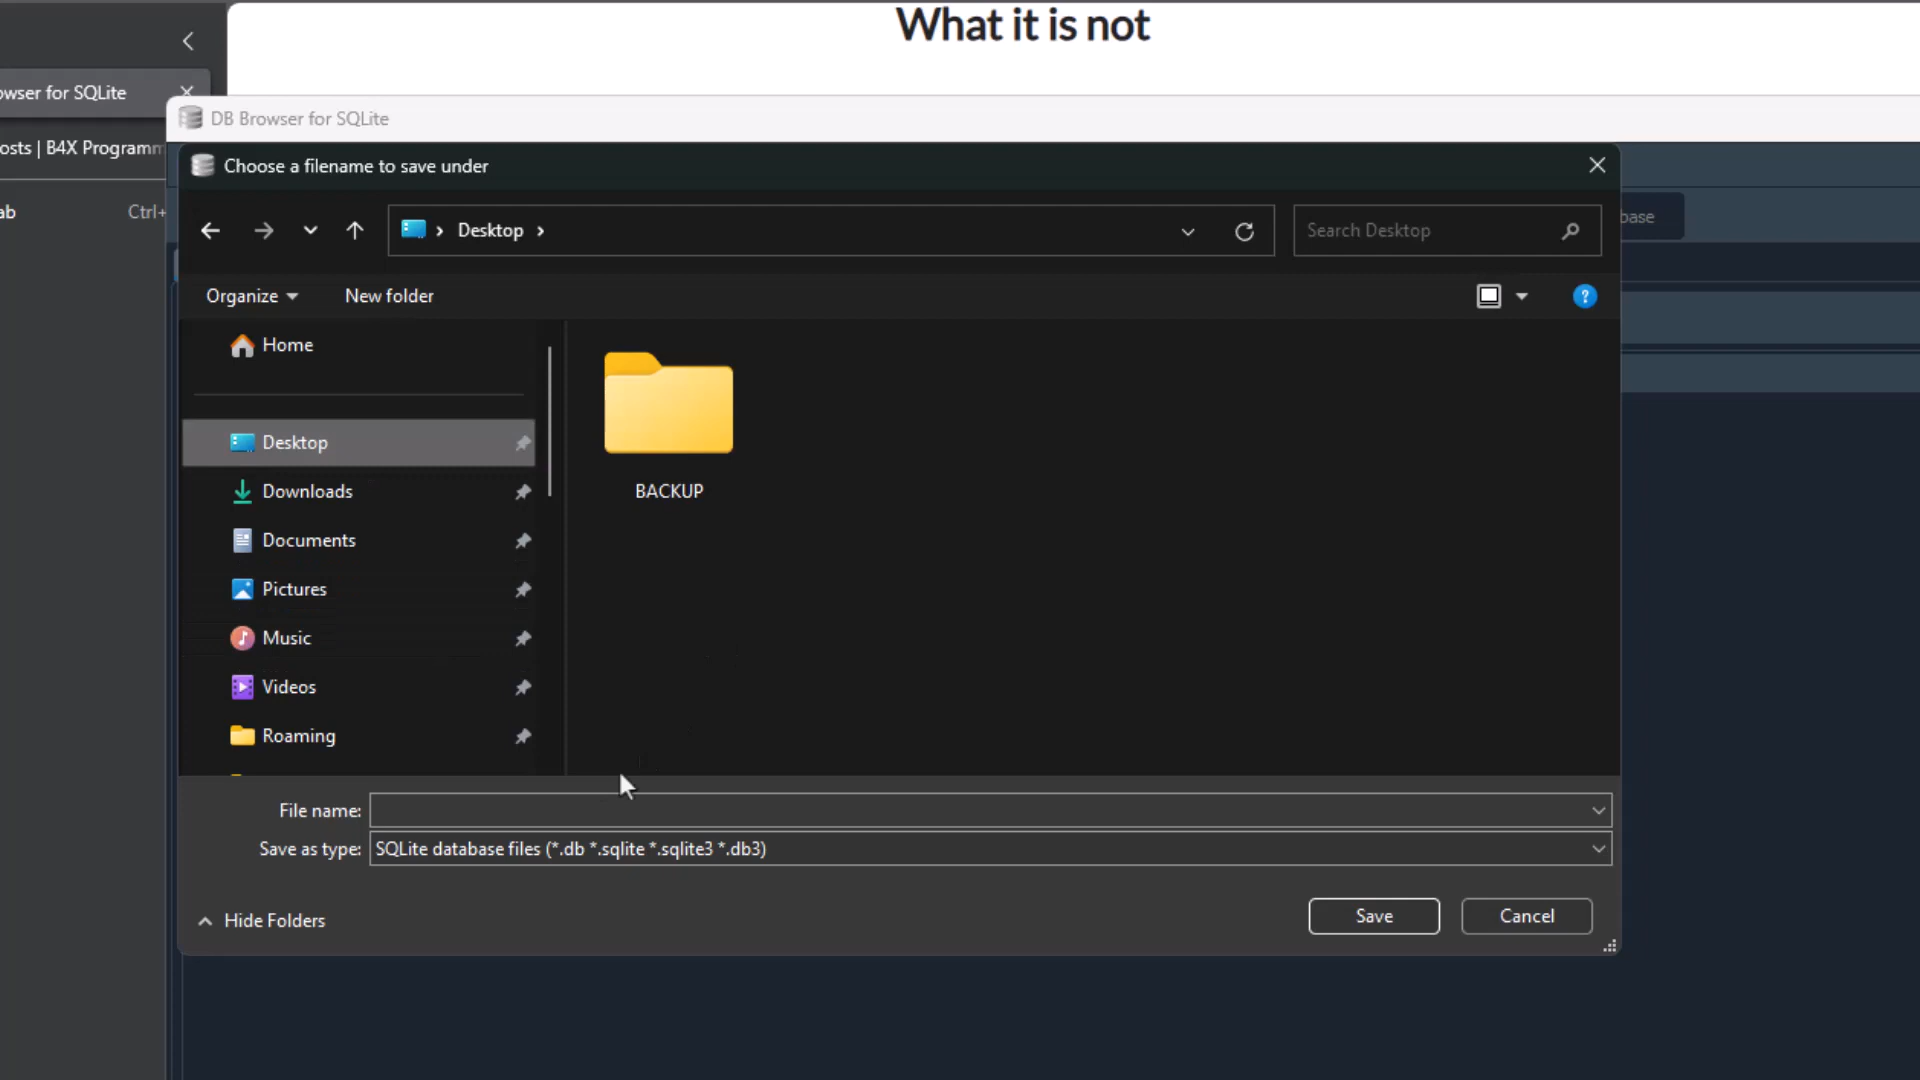 What it is not
owser for SQLite
DB Browser for SQLite
osts | B4X Programm
Choose a filename to save under
ab Ctrl+
Desktop
Search Desktop
base
Organize
New folder
?
Home
Desktop
Downloads
Documents
Pictures
Music
Videos
Roaming
BACKUP
File name:
Save as type: SQLite database files (*.db *.sqlite *.sqlite3 *.db3)
Hide Folders
Save
Cancel